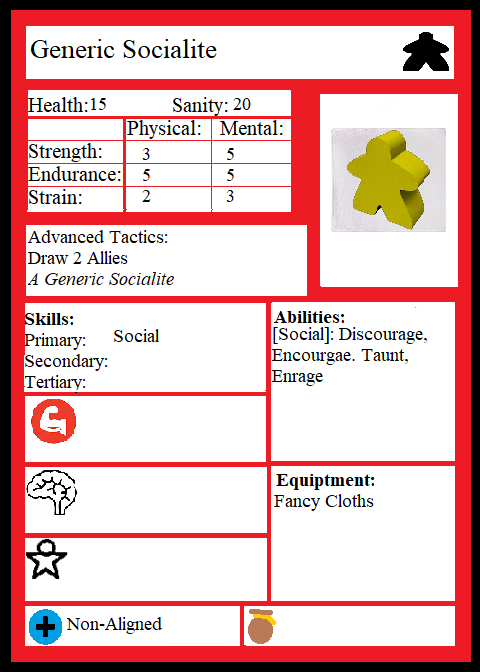 Generic Socialite
Health:15 Sanity: 20
Physical: Mental:
Strength: 3 5
Endurance: 5 5
Strain: 2 3
Advanced Tactics:
Draw 2 Allies
A Generic Socialite
Skills:
Primary: Social
Secondary:
Tertiary:
Abilities:
[Social]: Discourage,
Encourgae. Taunt,
Enrage
Equiptment:
Fancy Cloths
Non-Aligned